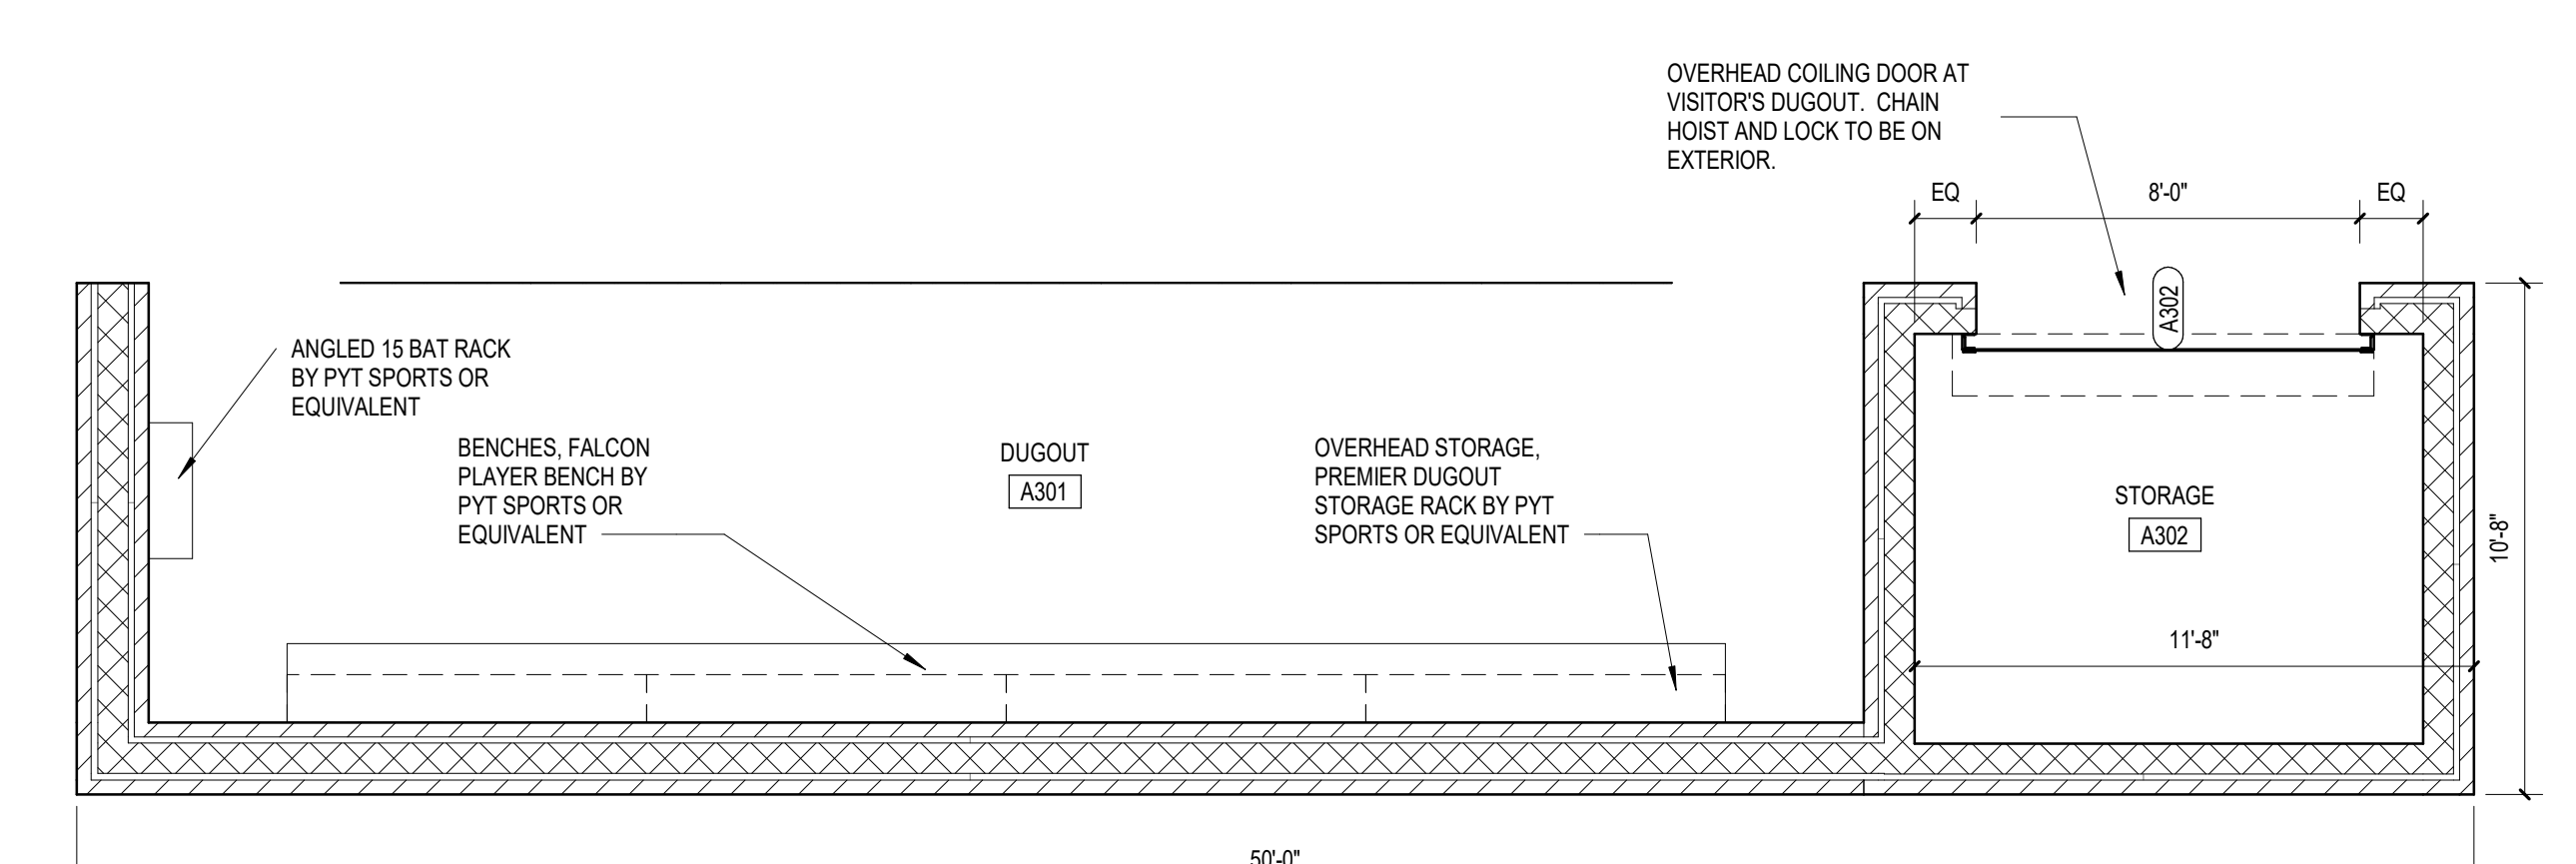 OVERHEAD COILING DOOR AT
VISITOR'S DUGOUT.  CHAIN
HOIST AND LOCK TO BE ON
EXTERIOR.
EQ
8'-0"
EQ
A302
ANGLED 15 BAT RACK
BY PYT SPORTS OR
EQUIVALENT
BENCHES, FALCON
PLAYER BENCH BY
PYT SPORTS OR
EQUIVALENT
DUGOUT
A301
OVERHEAD STORAGE,
PREMIER DUGOUT
STORAGE RACK BY PYT
SPORTS OR EQUIVALENT
STORAGE
A302
10'-8"
11'-8"
50'-0"